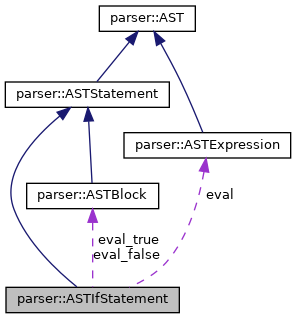 parser::AST
parser::ASTStatement
parser::ASTExpression
parser::ASTBlock
eval
eval_true
eval_false
parser::ASTIfStatement